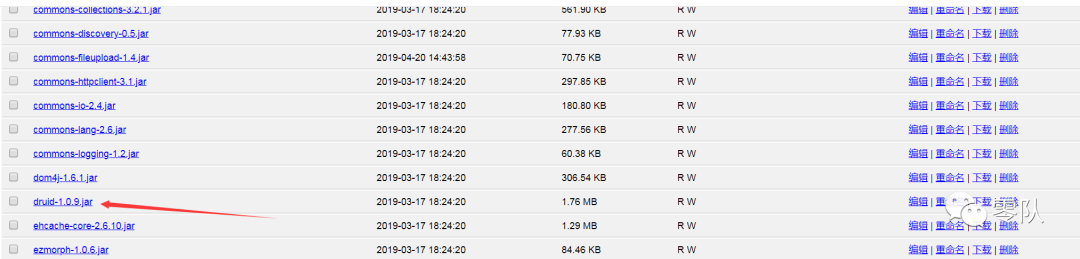 commons-collections-3.2.1.jar 2019-03-17 18:24:20 561.90 KB R W 编辑 | 重命名 | 下载 | 删除
commons-discovery-0.5.jar 2019-03-17 18:24:20 77.93 KB R W 编辑 | 重命名 | 下载 | 删除
commons-fileupload-1.4.jar 2019-04-20 14:43:58 70.75 KB R W 编辑 | 重命名 | 下载 | 删除
commons-httpclient-3.1.jar 2019-03-17 18:24:20 297.85 KB R W 编辑 | 重命名 | 下载 | 删除
commons-io-2.4.jar 2019-03-17 18:24:20 180.80 KB R W 编辑 | 重命名 | 下载 | 删除
commons-lang-2.6.jar 2019-03-17 18:24:20 277.56 KB R W 编辑 | 重命名 | 下载 | 删除
commons-logging-1.2.jar 2019-03-17 18:24:20 60.38 KB R W 编辑 | 重命名 | 下载 | 删除
dom4j-1.6.1.jar 2019-03-17 18:24:20 306.54 KB R W 编辑 | 重命名 | 下载 | 删除
druid-1.0.9.jar 2019-03-17 18:24:20 1.76 MB R W 编辑 | 重命名 | 下载 | 删除
零队
ehcache-core-2.6.10.jar 2019-03-17 18:24:20 1.29 MB R W 编辑 | 重命名 | 下载 | 删除
ezmorph-1.0.6.jar 2019-03-17 18:24:20 84.46 KB R W 编辑 | 重命名 | 下载 | 删除